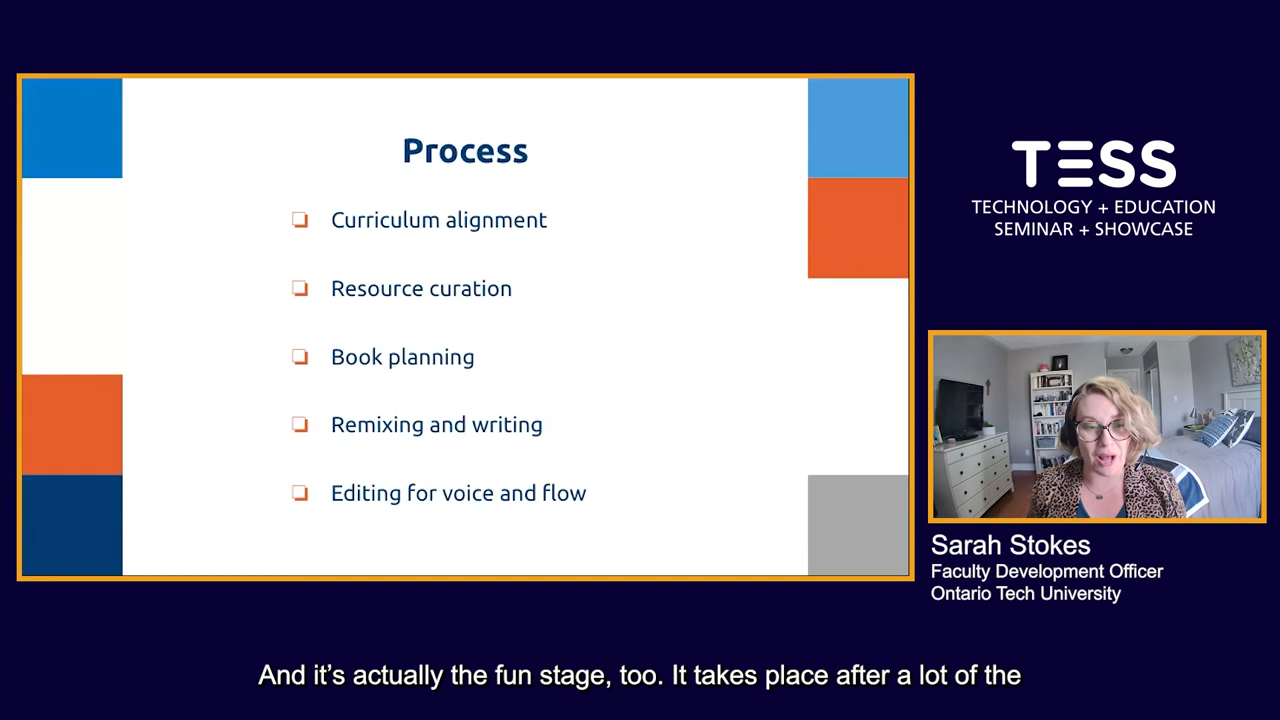 Process
Curriculum alignment
Resource curation
Book planning
Remixing and writing
Editing for voice and flow
TESS
TECHNOLOGY + EDUCATION
SEMINAR + SHOWCASE
Sarah Stokes
Faculty Development Officer
Ontario Tech University
And it’s actually the fun stage, too. It takes place after a lot of the